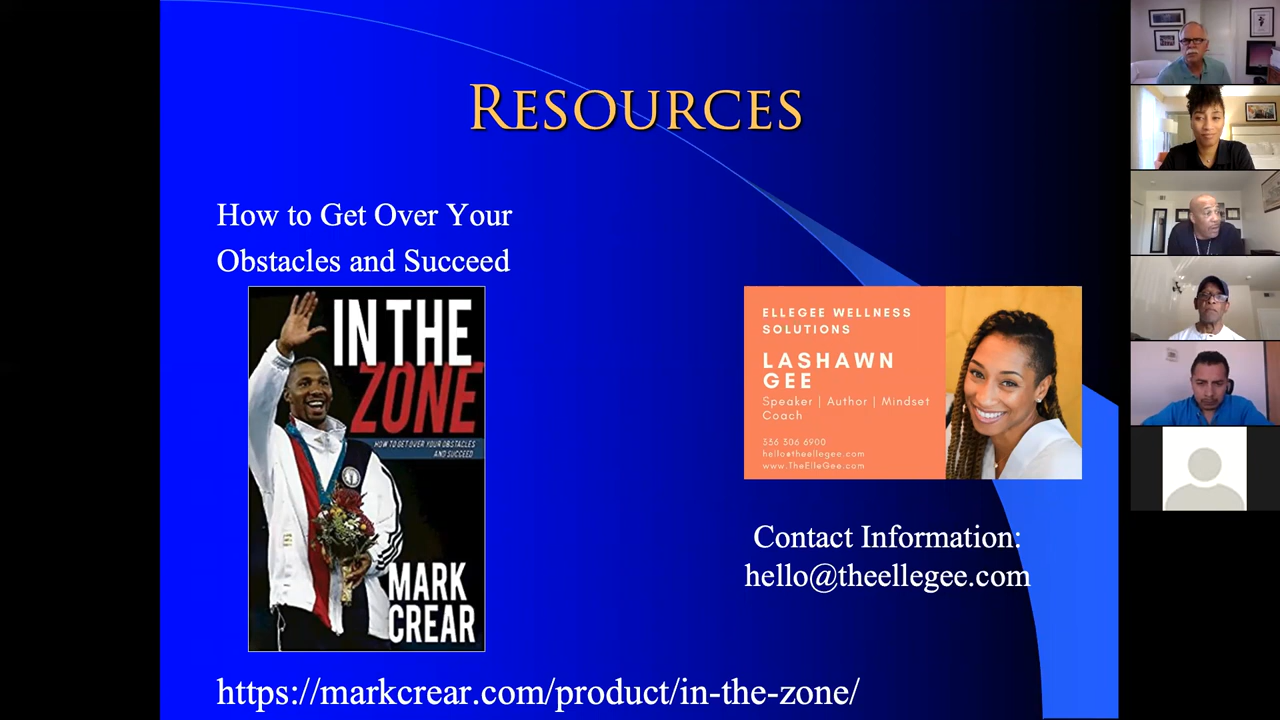 RESOURCES
How to Get Over Your
Obstacles and Succeed
IN THE
ZONE
HOW TO GET OVER YOUR OBSTACLES
AND SUCCEED
MARK
CREAR
ELLEGEE WELLNESS
SOLUTIONS
LASHAWN
GEE
Speaker | Author | Mindset
Coach
336 306 6900
hello@theellegee.com
www.TheElleGee.com
Contact Information:
hello@theellegee.com
https://markcrear.com/product/in-the-zone/